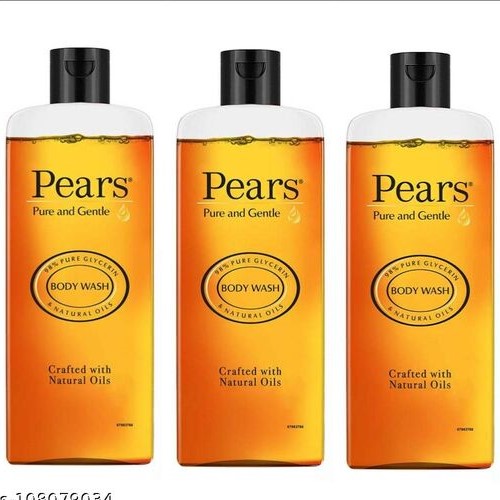 Pears®
Pure and Gentle
98% PURE GLYCERIN
BODY WASH
& NATURAL OILS
Crafted with
Natural Oils
Pears®
Pure and Gentle
98% PURE GLYCERIN
BODY WASH
& NATURAL OILS
Crafted with
Natural Oils
Pears®
Pure and Gentle
98% PURE GLYCERIN
BODY WASH
& NATURAL OILS
Crafted with
Natural Oils